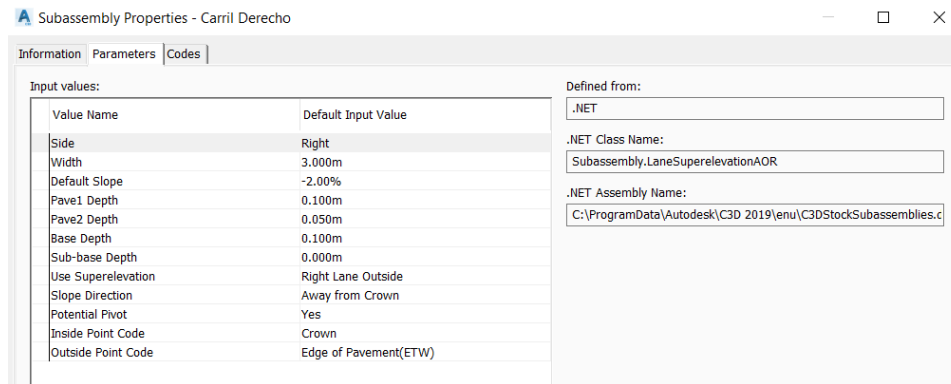 Subassembly Properties - Carril Derecho
Information Parameters Codes
Input values:
Value Name Default Input Value
Side Right
Width 3.000m
Default Slope -2.00%
Pave1 Depth 0.100m
Pave2 Depth 0.050m
Base Depth 0.100m
Sub-base Depth 0.000m
Use Superelevation Right Lane Outside
Slope Direction Away from Crown
Potential Pivot Yes
Inside Point Code Crown
Outside Point Code Edge of Pavement(ETW)
Defined from:
.NET
.NET Class Name:
Subassembly.LaneSuperelevationAOR
.NET Assembly Name:
C:\ProgramData\Autodesk\C3D 2019\enu\C3DStockSubassemblies.c